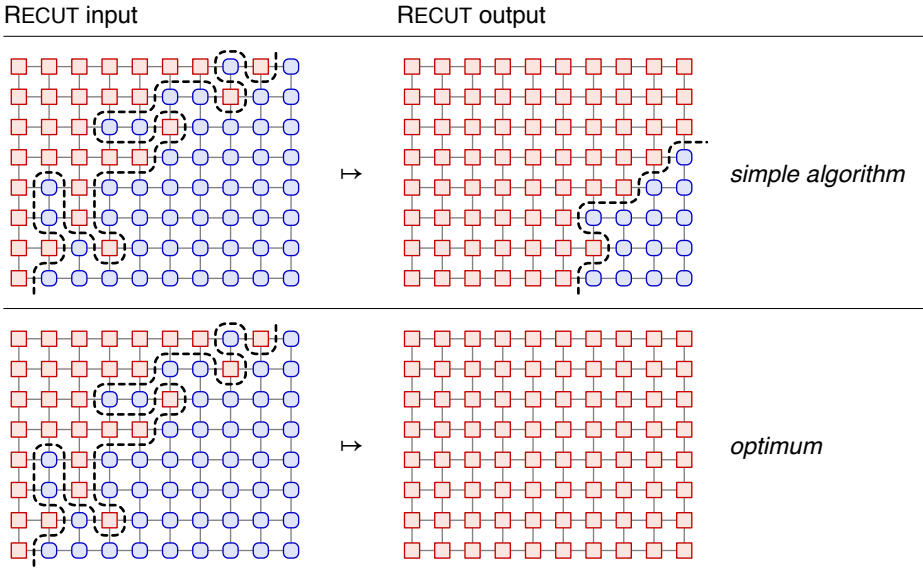 RECUT input
RECUT output
↦
simple algorithm
↦
optimum